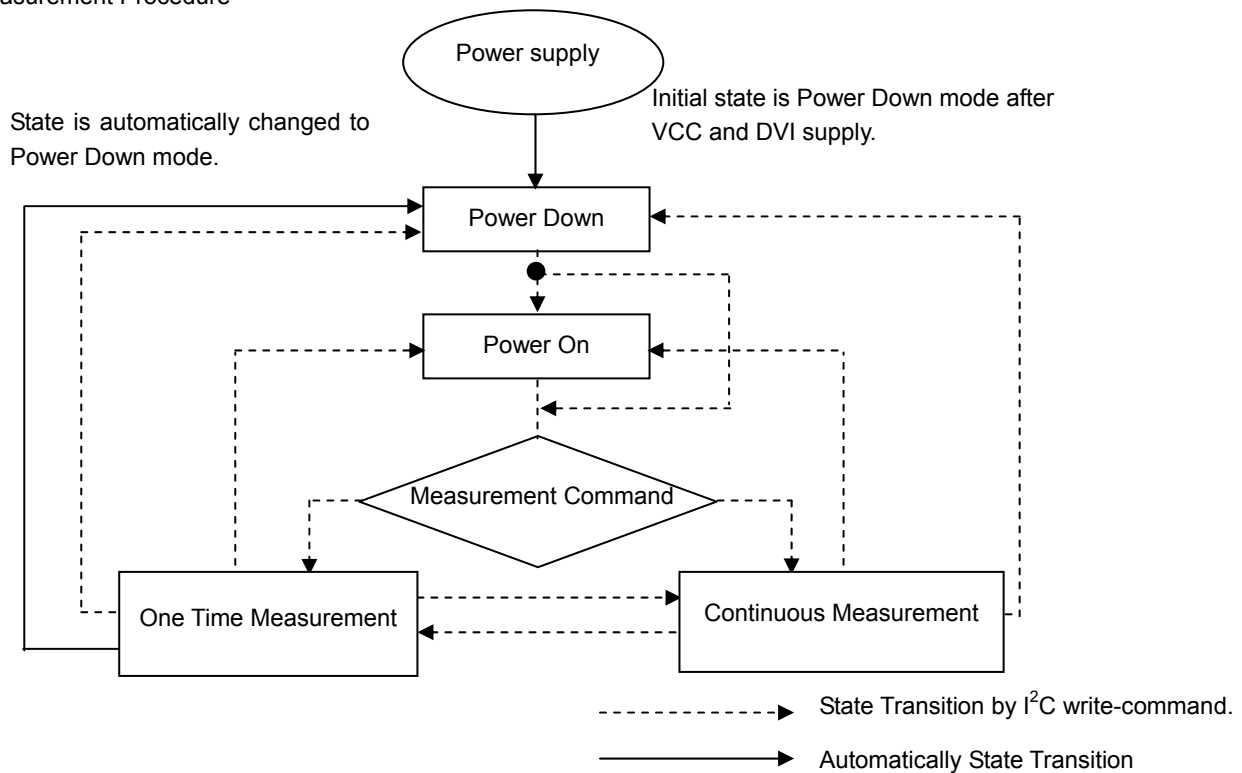 Power supply
Initial state is Power Down mode after
VCC and DVI supply.
State is automatically changed to
Power Down mode.
Power Down
Power On
Measurement Command
One Time Measurement
Continuous Measurement
State Transition by I²C write-command.
Automatically State Transition